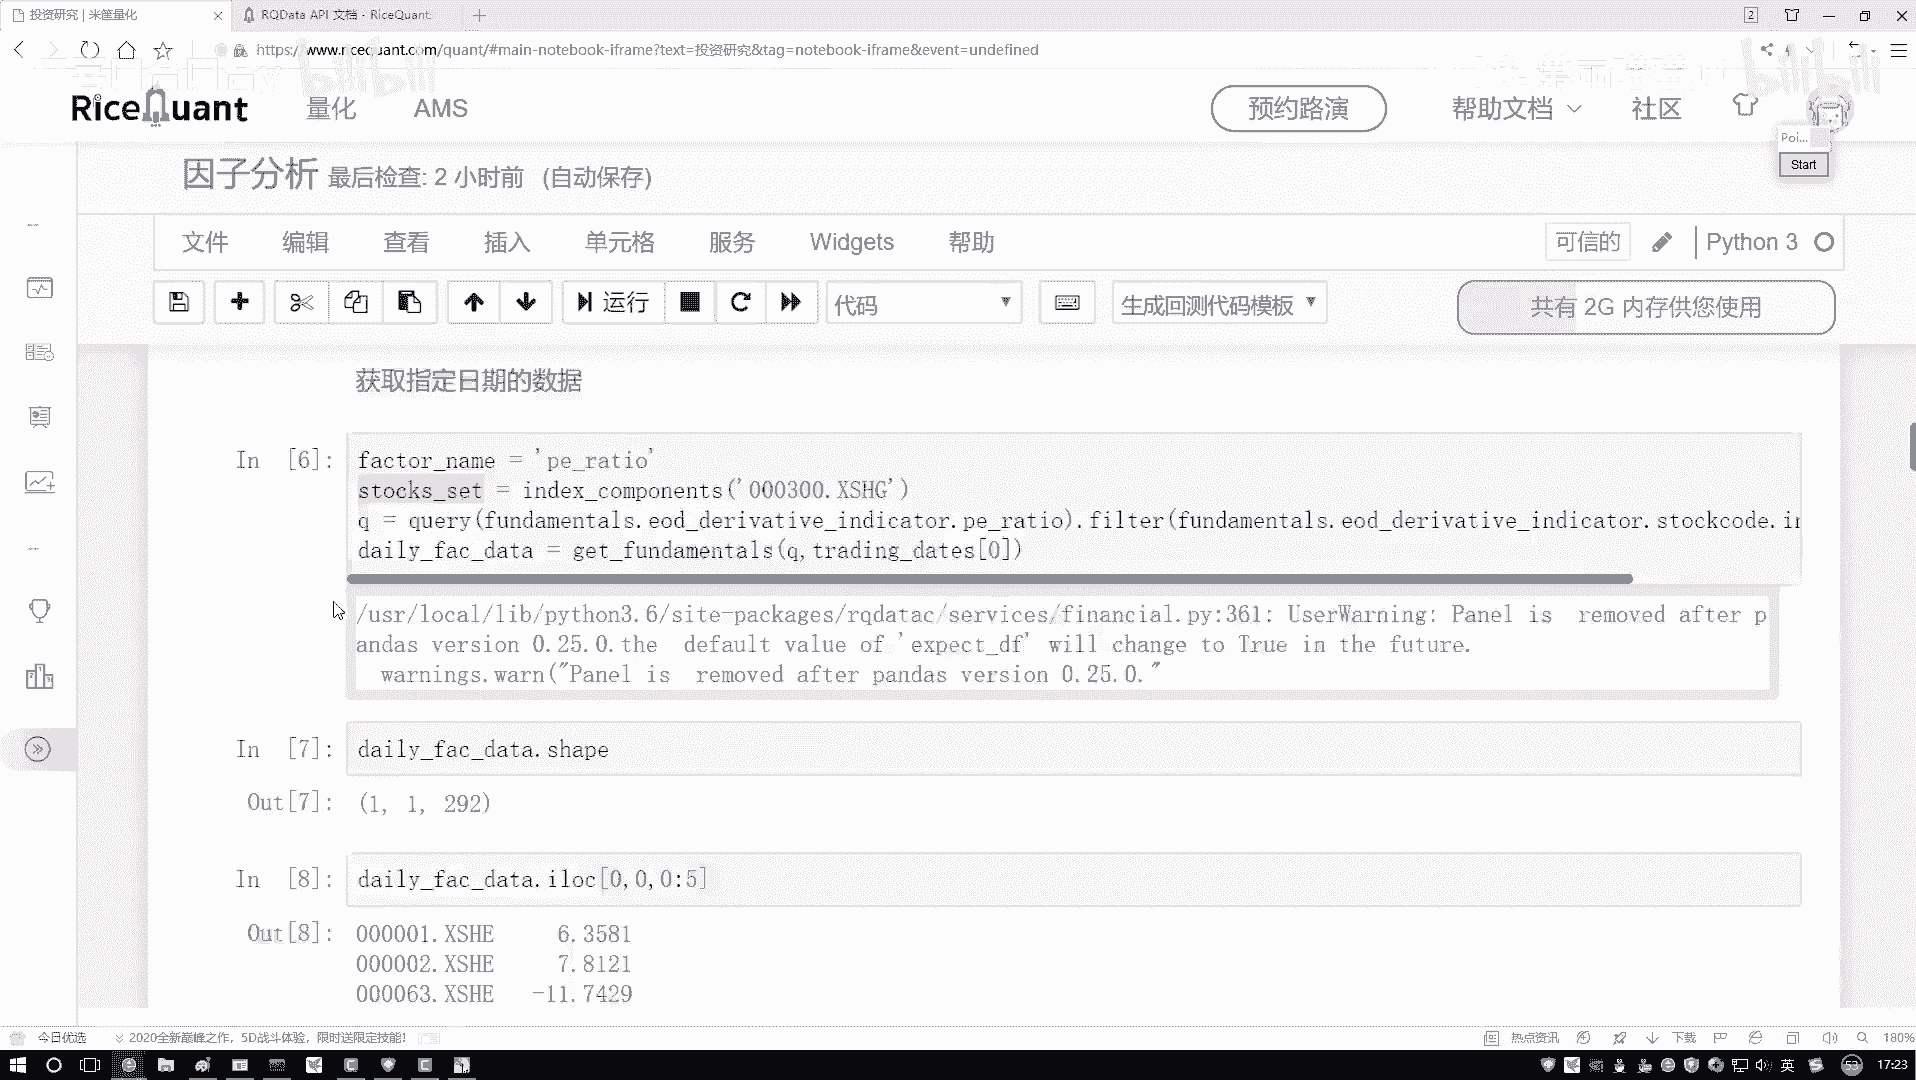 投资研究 | 米筐量化
RQData API 文档 - RiceQuant
2
https://www.ricequant.com/quant/#main-notebook-iframe?text=投资研究&tag=notebook-iframe&event=undefined
bilibili
bilibili
RiceQuant
量化
AMS
预约路演
帮助文档
社区
Poi...
Start
因子分析 最后检查: 2 小时前 (自动保存)
文件 编辑 查看 插入 单元格 服务 Widgets 帮助
可信的
Python 3
运行
代码
生成回测代码模板
共有 2G 内存供您使用
获取指定日期的数据
In [6]: factor_name = 'pe_ratio'
stocks_set = index_components('000300.XSHG')
q = query(fundamentals.eod_derivative_indicator.pe_ratio).filter(fundamentals.eod_derivative_indicator.stockcode.in
daily_fac_data = get_fundamentals(q,trading_dates[0])
/usr/local/lib/python3.6/site-packages/rqdatac/services/financial.py:361: UserWarning: Panel is  removed after p
andas version 0.25.0.the  default value of 'expect_df' will change to True in the future.
warnings.warn("Panel is  removed after pandas version 0.25.0."
In [7]: daily_fac_data.shape
Out[7]: (1, 1, 292)
In [8]: daily_fac_data.iloc[0,0,0:5]
Out[8]: 000001.XSHE 6.3581
000002.XSHE 7.8121
000063.XSHE -11.7429
今日优选
2020全新巅峰之作，5D战斗体验，限时送限定技能！
热点资讯
下载
180%
英
53
17:23